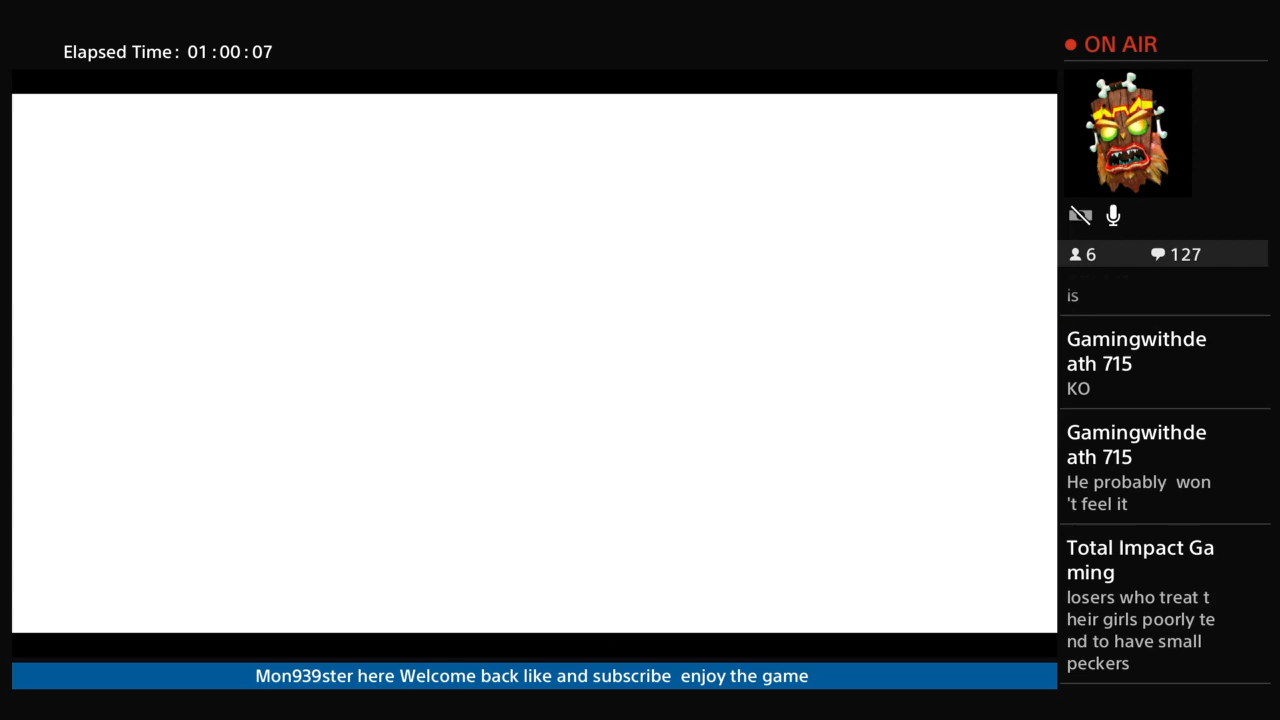 Elapsed Time: 01:00:07
ON AIR
6 127
is
Gamingwithde
ath 715
KO
Gamingwithde
ath 715
He probably  won
't feel it
Total Impact Ga
ming
losers who treat t
heir girls poorly te
nd to have small
peckers
Mon939ster here Welcome back like and subscribe  enjoy the game